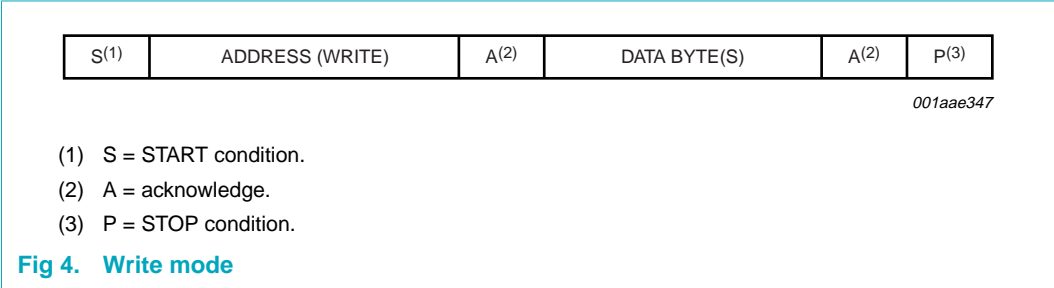 S(1) ADDRESS (WRITE) A(2) DATA BYTE(S) A(2) P(3)
001aae347
(1) S = START condition.
(2) A = acknowledge.
(3) P = STOP condition.
Fig 4. Write mode